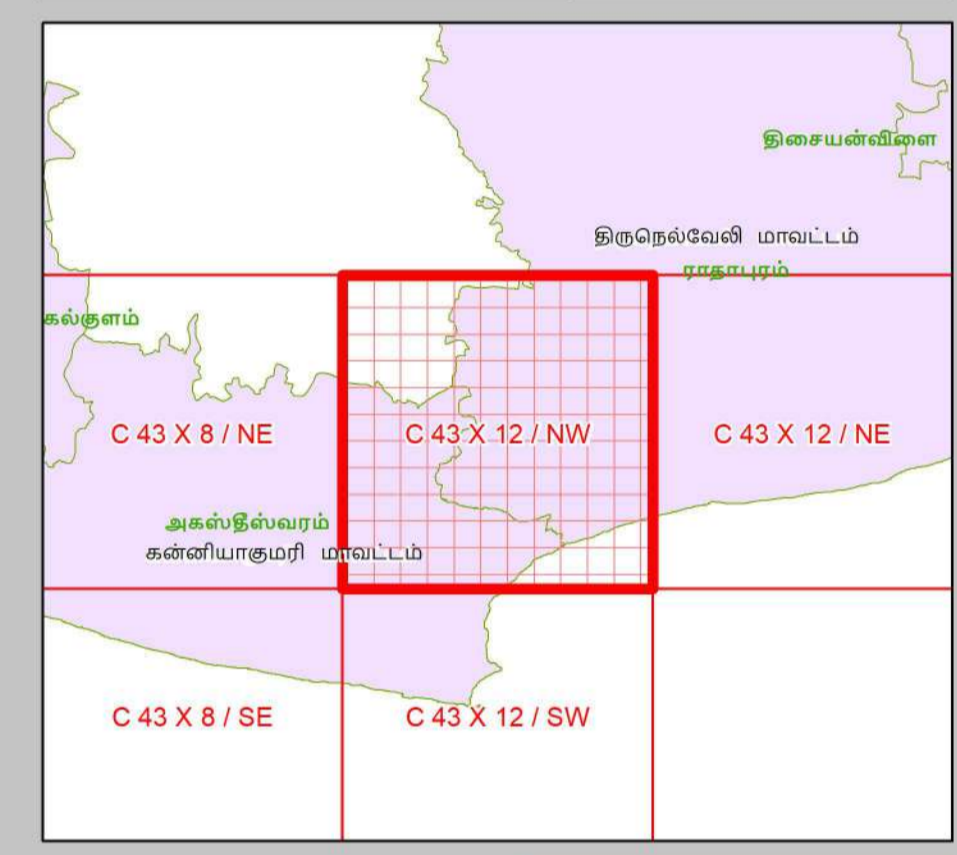 திசையன்விளை
திருநெல்வேலி மாவட்டம்
ராதாபுரம்
கல்குளம்
C 43 X 8 / NE
C 43 X 12 / NW
C 43 X 12 / NE
அகஸ்தீஸ்வரம்
கன்னியாகுமரி மாவட்டம்
C 43 X 8 / SE
C 43 X 12 / SW